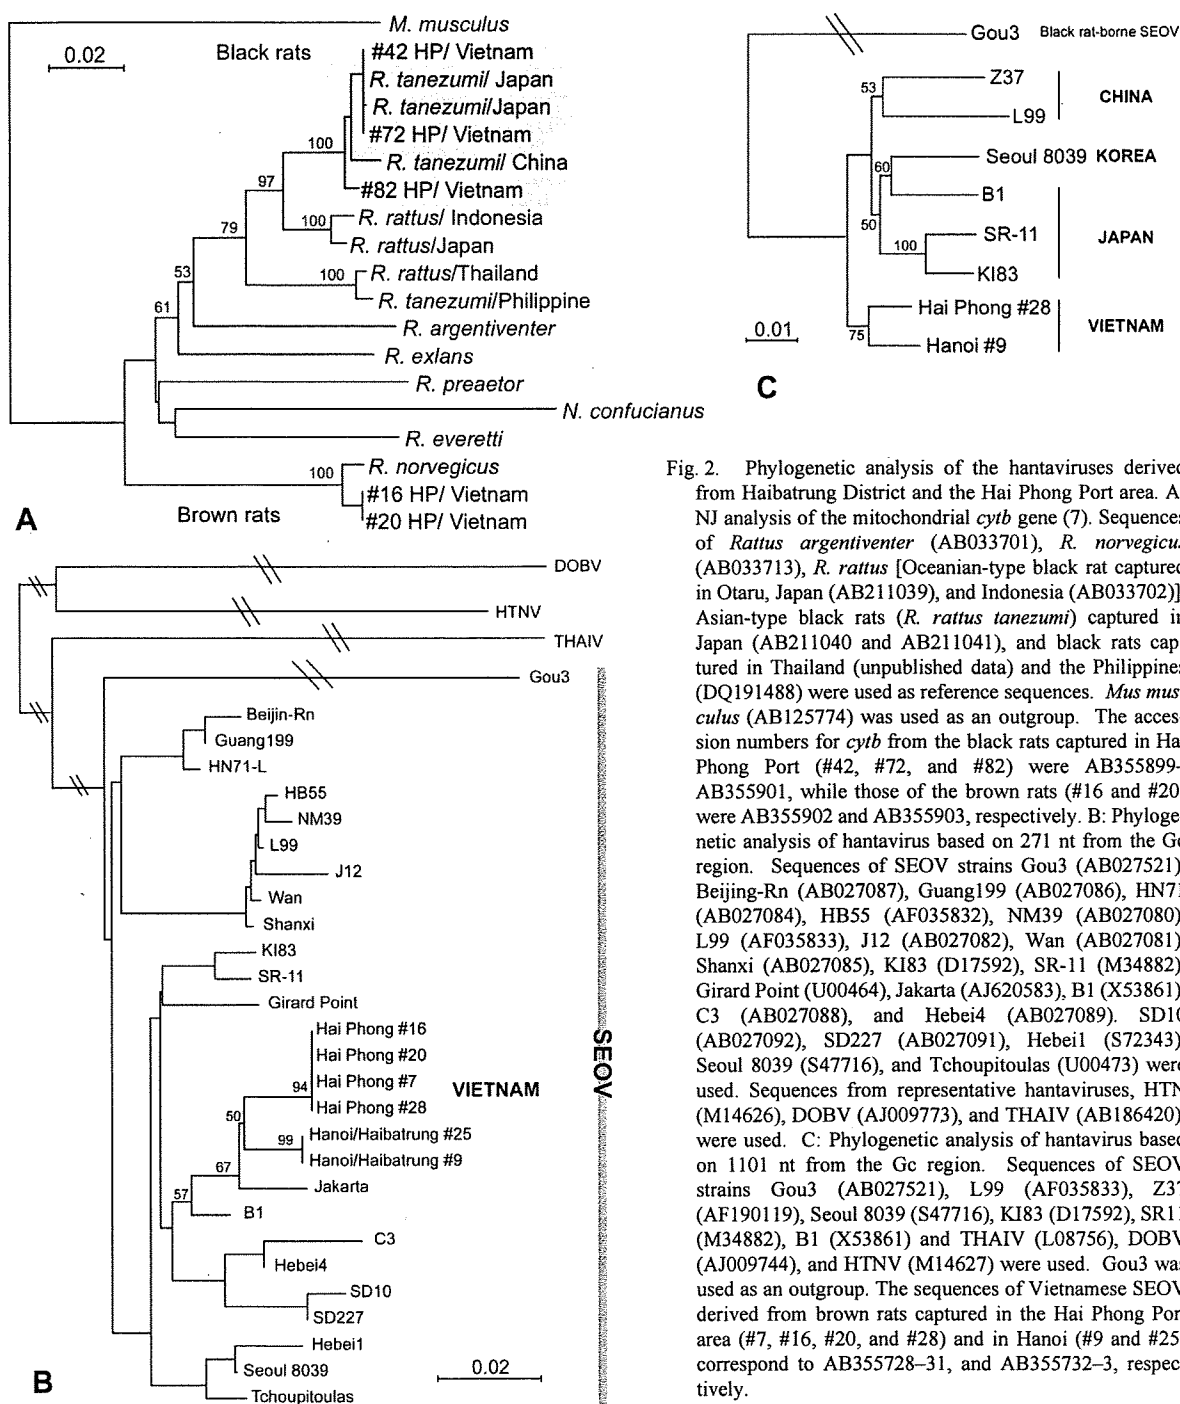 M. musculus
0.02
Black rats
#42 HP/ Vietnam
R. tanezumi/ Japan
R. tanezumi/Japan
#72 HP/ Vietnam
100
R. tanezumi/ China
#82 HP/ Vietnam
97
R. rattus/ Indonesia
100
R. rattus/Japan
79
R. rattus/Thailand
100
R. tanezumi/Philippine
53
R. argentiventer
61
R. exlans
R. preaetor
N. confucianus
R. everetti
R. norvegicus
100
#16 HP/ Vietnam
#20 HP/ Vietnam
Brown rats
A
DOBV
HTNV
THAIV
Gou3
Beijin-Rn
Guang199
HN71-L
HB55
NM39
L99
J12
Wan
Shanxi
KI83
SR-11
Girard Point
Hai Phong #16
Hai Phong #20
Hai Phong #7
94
VIETNAM
Hai Phong #28
50
Hanoi/Haibatrung #25
99
Hanoi/Haibatrung #9
67
Jakarta
57
B1
C3
Hebei4
SD10
SD227
Hebei1
Seoul 8039
Tchoupitoulas
0.02
SEOV
B
Gou3
Black rat-borne SEOV
Z37
53
CHINA
L99
Seoul 8039
KOREA
60
B1
50
SR-11
JAPAN
100
KI83
Hai Phong #28
0.01
75
VIETNAM
Hanoi #9
C
Fig. 2. Phylogenetic analysis of the hantaviruses derived
from Haibatrung District and the Hai Phong Port area. A
NJ analysis of the mitochondrial cytb gene (7). Sequences
of Rattus argentiventer (AB033701), R. norvegicus
(AB033713), R. rattus [Oceanian-type black rat captured
in Otaru, Japan (AB211039), and Indonesia (AB033702)]
Asian-type black rats (R. rattus tanezumi) captured in
Japan (AB211040 and AB211041), and black rats cap
tured in Thailand (unpublished data) and the Philippines
(DQ191488) were used as reference sequences. Mus mus
culus (AB125774) was used as an outgroup. The acces
sion numbers for cytb from the black rats captured in Ha
Phong Port (#42, #72, and #82) were AB355899–
AB355901, while those of the brown rats (#16 and #20
were AB355902 and AB355903, respectively. B: Phyloge
netic analysis of hantavirus based on 271 nt from the Gc
region. Sequences of SEOV strains Gou3 (AB027521)
Beijing-Rn (AB027087), Guang199 (AB027086), HN71
(AB027084), HB55 (AF035832), NM39 (AB027080)
L99 (AF035833), J12 (AB027082), Wan (AB027081)
Shanxi (AB027085), KI83 (D17592), SR-11 (M34882)
Girard Point (U00464), Jakarta (AJ620583), B1 (X53861)
C3 (AB027088), and Hebei4 (AB027089). SD10
(AB027092), SD227 (AB027091), Hebei1 (S72343)
Seoul 8039 (S47716), and Tchoupitoulas (U00473) were
used. Sequences from representative hantaviruses, HTN
(M14626), DOBV (AJ009773), and THAIV (AB186420)
were used. C: Phylogenetic analysis of hantavirus based
on 1101 nt from the Gc region. Sequences of SEOV
strains Gou3 (AB027521), L99 (AF035833), Z37
(AF190119), Seoul 8039 (S47716), KI83 (D17592), SR11
(M34882), B1 (X53861) and THAIV (L08756), DOBV
(AJ009744), and HTNV (M14627) were used. Gou3 was
used as an outgroup. The sequences of Vietnamese SEOV
derived from brown rats captured in the Hai Phong Por
area (#7, #16, #20, and #28) and in Hanoi (#9 and #25
correspond to AB355728–31, and AB355732–3, respec
tively.